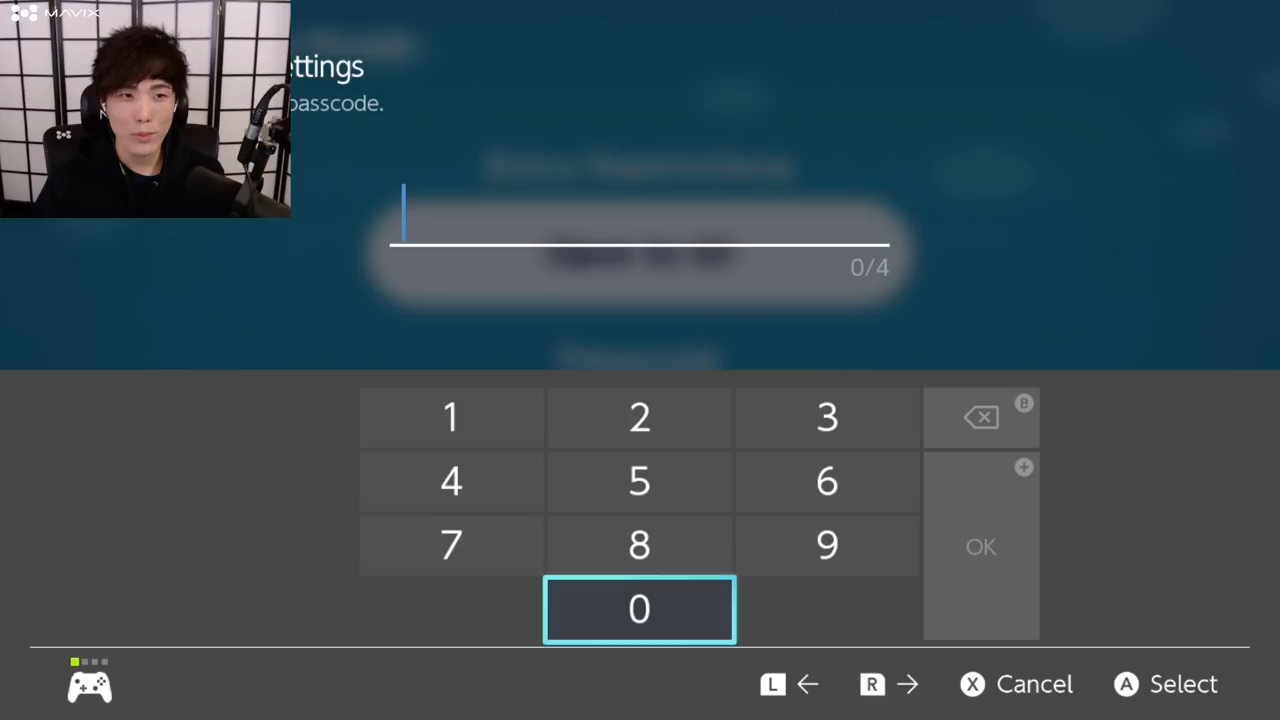 MAVIX
ettings
passcode.
0/4
1 2 3 B
4 5 6 +
7 8 9 OK
0
L ← R → X Cancel A Select